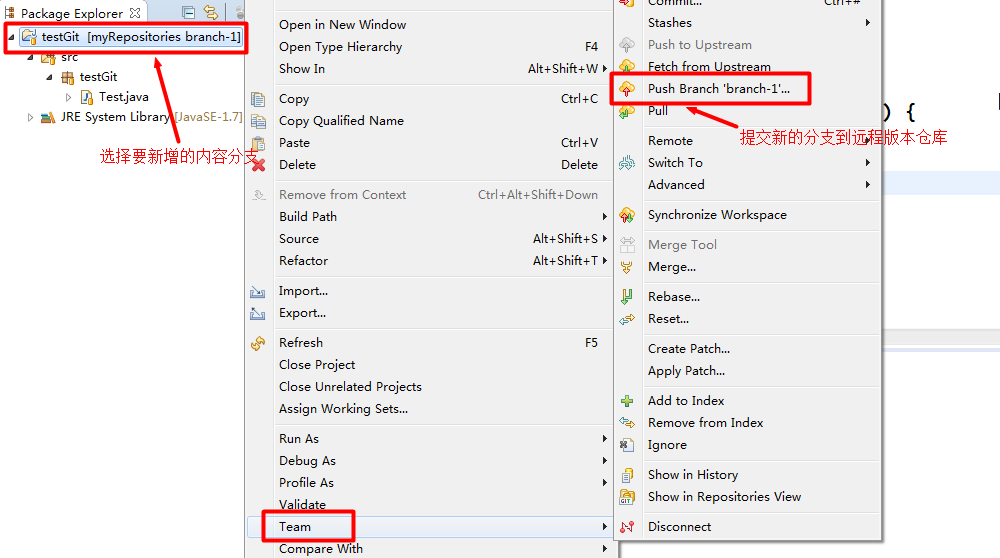 Package Explorer
testGit [myRepositories branch-1]
src
testGit
Test.java
JRE System Library [JavaSE-1.7]
选择要新增的内容分支
Open in New Window
Open Type Hierarchy F4
Show In Alt+Shift+W
Copy Ctrl+C
Copy Qualified Name
Paste Ctrl+V
Delete Delete
Remove from Context Ctrl+Alt+Shift+Down
Build Path
Source Alt+Shift+S
Refactor Alt+Shift+T
Import...
Export...
Refresh F5
Close Project
Close Unrelated Projects
Assign Working Sets...
Run As
Debug As
Profile As
Validate
Team
Compare With
Commit... Ctrl+#
Stashes
Push to Upstream
Fetch from Upstream
Push Branch 'branch-1'...
Pull
Remote
Switch To
Advanced
Synchronize Workspace
Merge Tool
Merge...
Rebase...
Reset...
Create Patch...
Apply Patch...
Add to Index
Remove from Index
Ignore
Show in History
Show in Repositories View
Disconnect
) {
提交新的分支到远程版本仓库